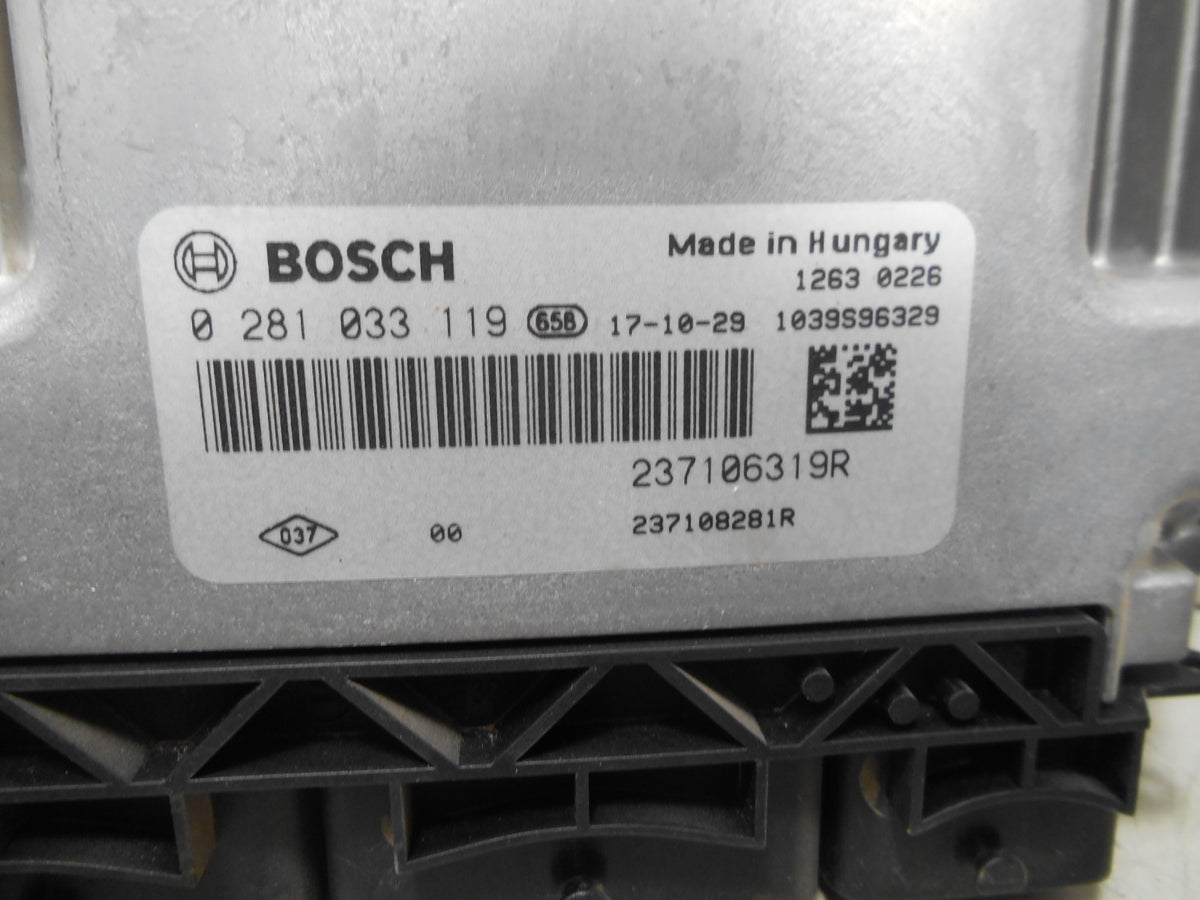 BOSCH
Made in Hungary
1263 0226
0 281 033 119 658 17-10-29 1039S96329
237106319R
037 00 237108281R